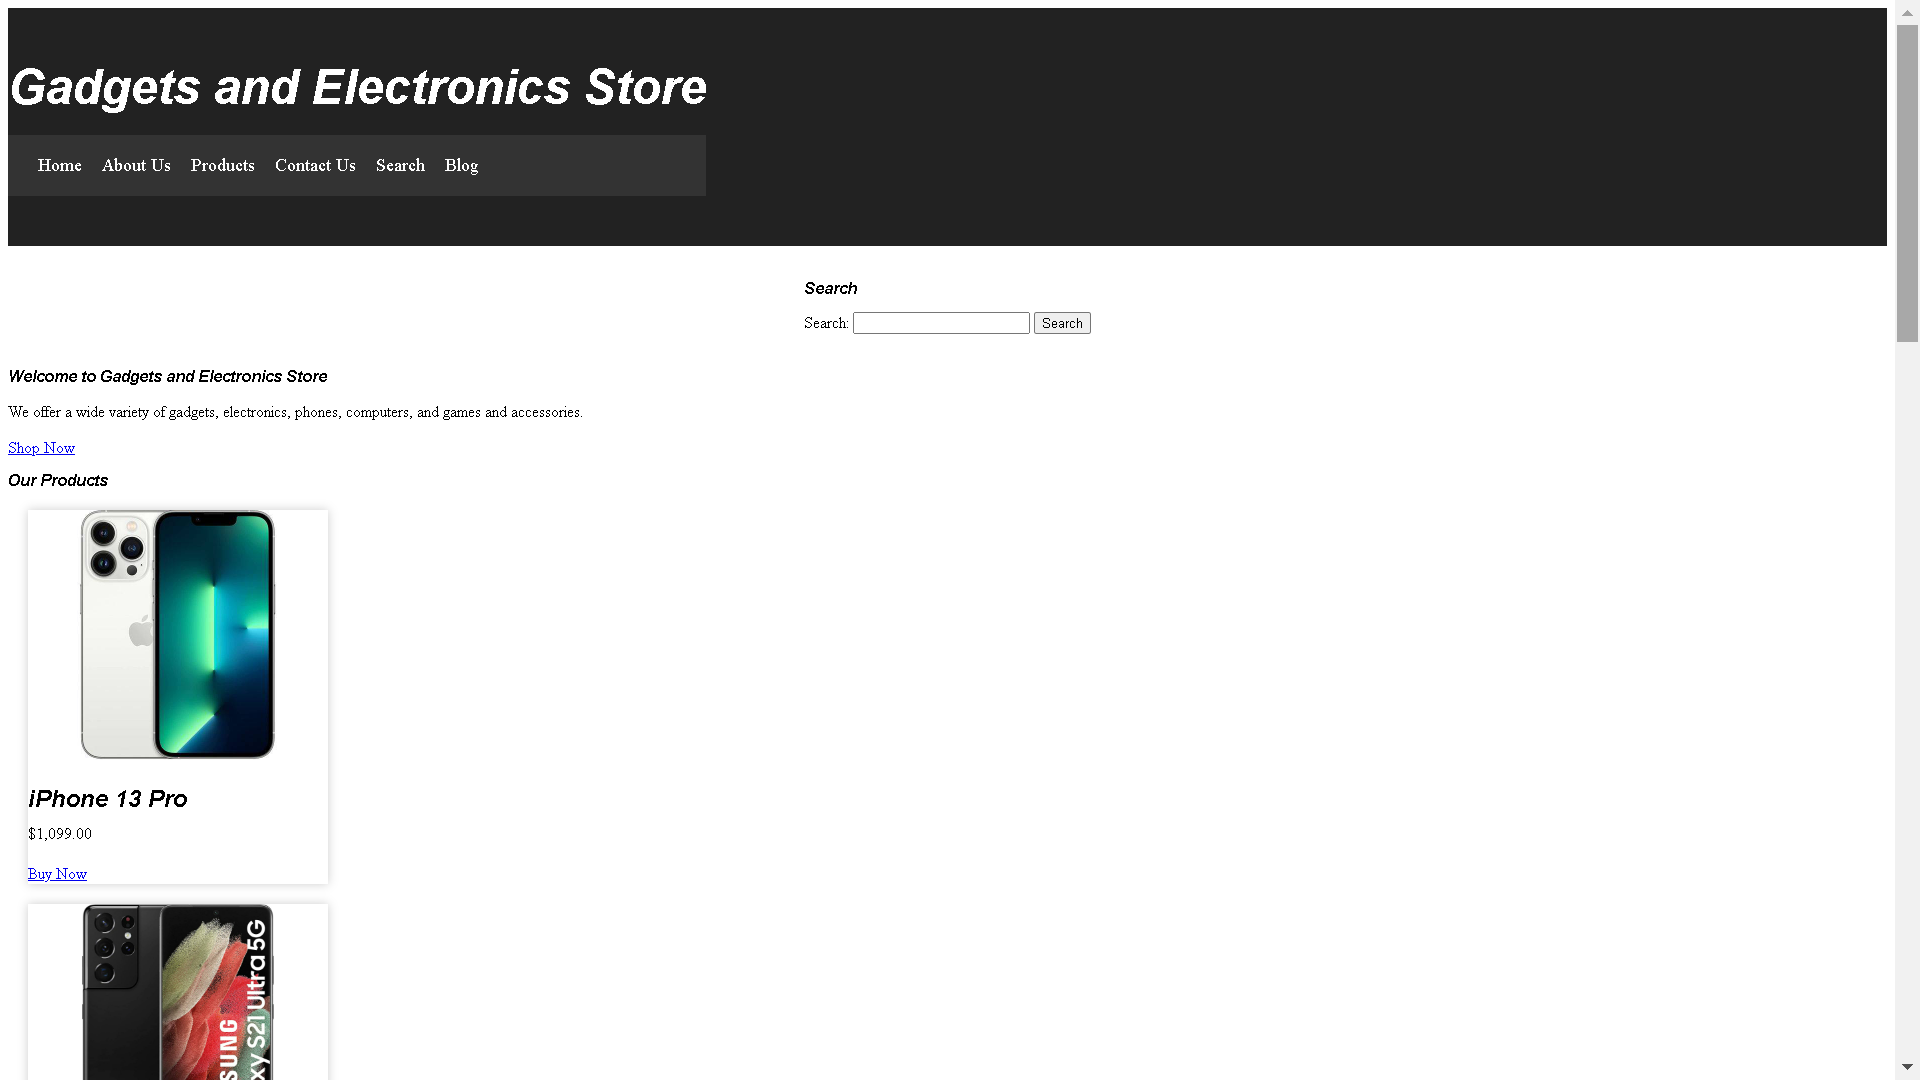 Gadgets and Electronics Store
Home About Us Products Contact Us Search Blog
Search
Search: Search
Welcome to Gadgets and Electronics Store
We offer a wide variety of gadgets, electronics, phones, computers, and games and accessories.
Shop Now
Our Products
iPhone 13 Pro
$1,099.00
Buy Now
S21 Ultra 5G